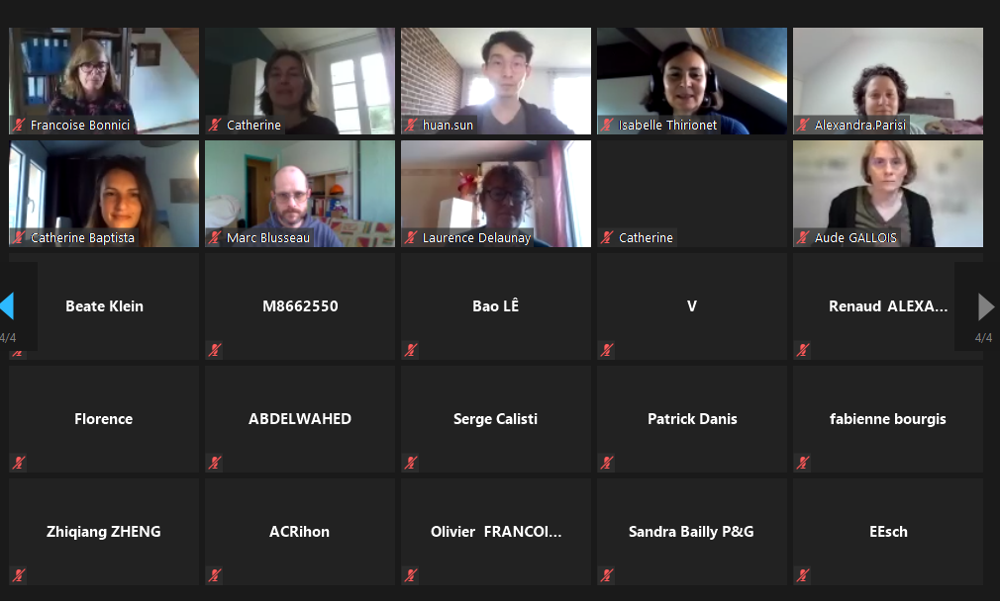 Francoise Bonnici
Catherine
huan.sun
Isabelle Thirionet
Alexandra.Parisi
Catherine Baptista
Marc Blusseau
Laurence Delaunay
Catherine
Aude GALLOIS
Beate Klein
M8662550
Bao LÊ
V
Renaud ALEXA...
4/4
4/4
Florence
ABDELWAHED
Serge Calisti
Patrick Danis
fabienne bourgis
Zhiqiang ZHENG
ACRihon
Olivier FRANCOI...
Sandra Bailly P&G
EEsch